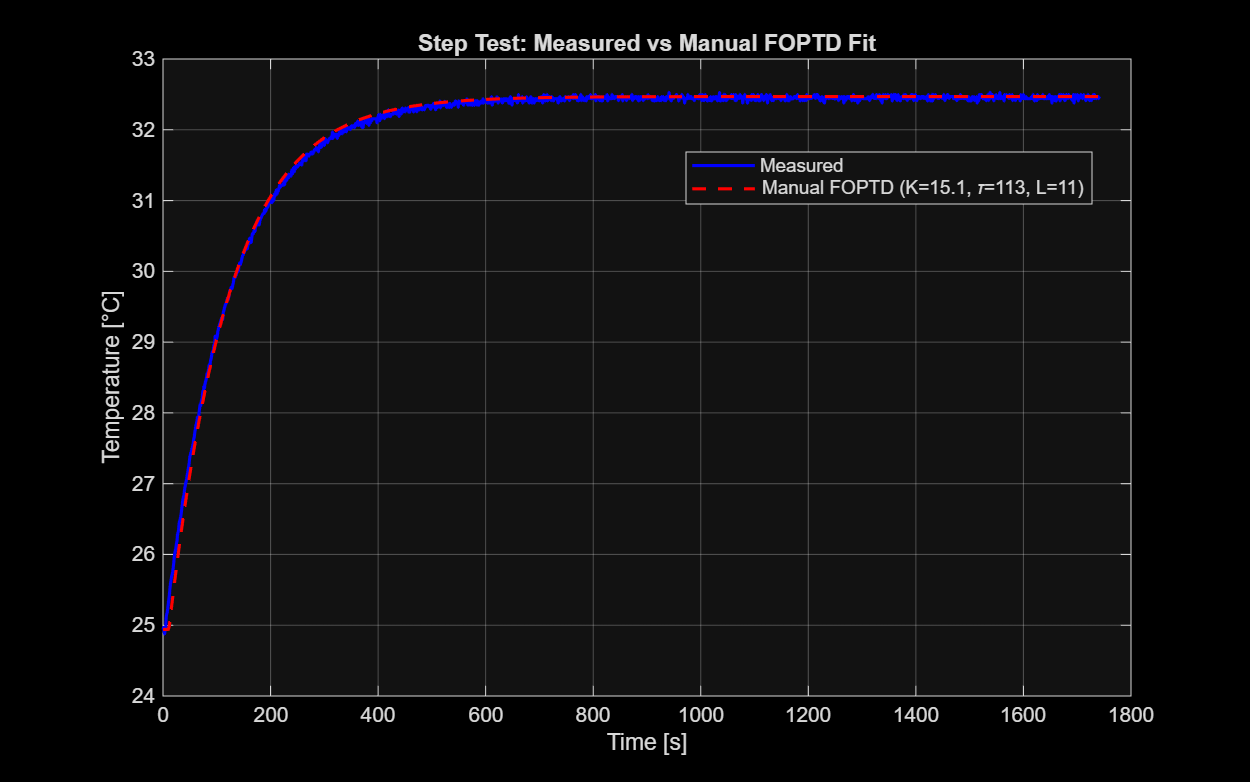 Step Test: Measured vs Manual FOPTD Fit
33
32
31
30
29
28
27
26
25
24
Temperature [°C]
Measured
Manual FOPTD (K=15.1, τ=113, L=11)
0 200 400 600 800 1000 1200 1400 1600 1800
Time [s]